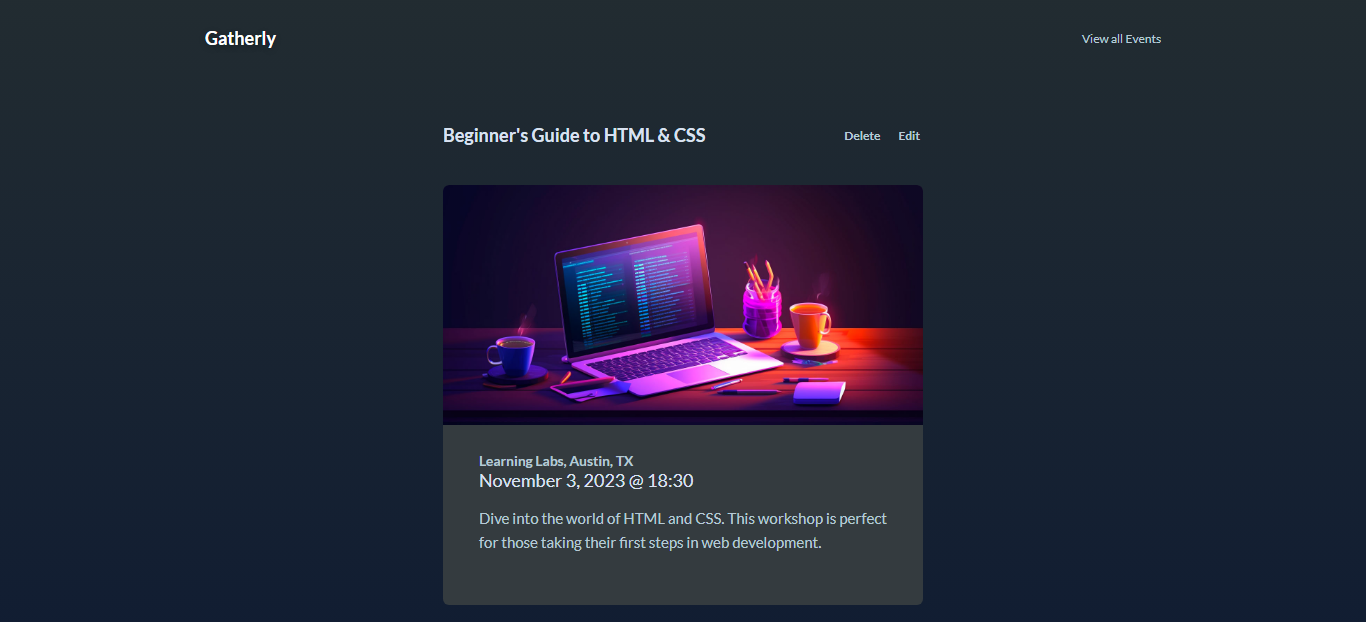 Gatherly
View all Events
Beginner's Guide to HTML & CSS
Delete
Edit
Learning Labs, Austin, TX
November 3, 2023 @ 18:30
Dive into the world of HTML and CSS. This workshop is perfect
for those taking their first steps in web development.